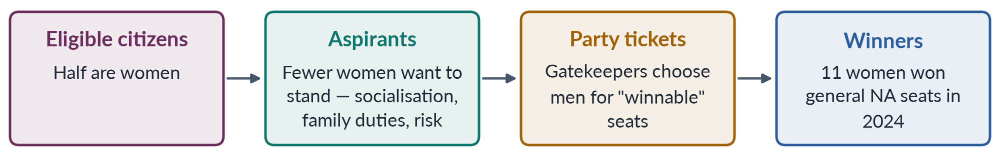 Eligible citizens
Half are women
Aspirants
Fewer women want to
stand — socialisation,
family duties, risk
Party tickets
Gatekeepers choose
men for "winnable"
seats
Winners
11 women won
general NA seats in
2024